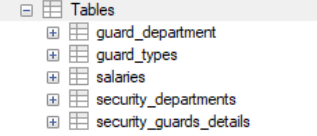 Tables
guard_department
guard_types
salaries
security_departments
security_guards_details